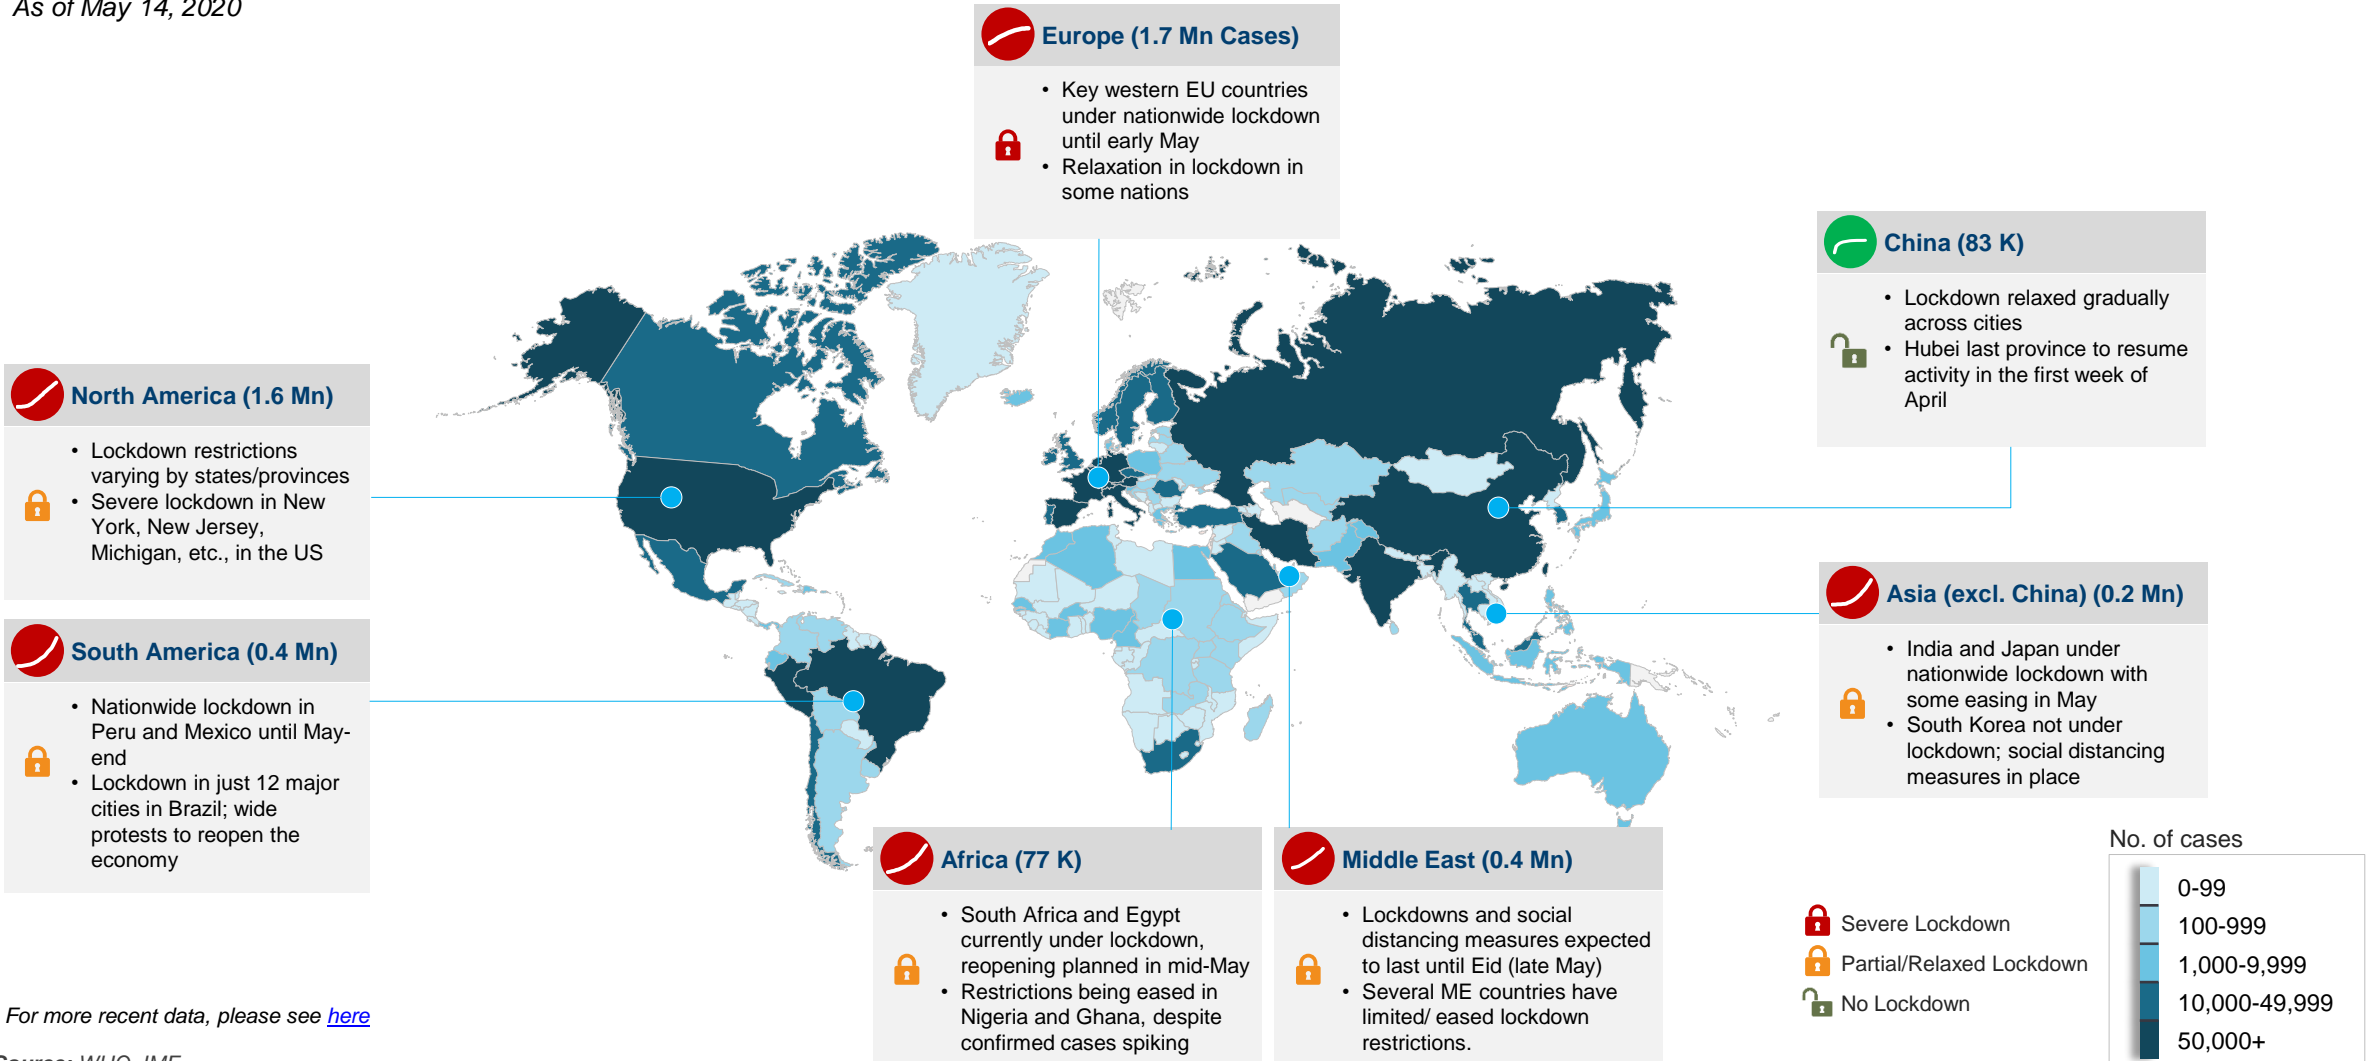 As of May 14, 2020
Europe (1.7 Mn Cases)
• Key western EU countries
under nationwide lockdown
until early May
• Relaxation in lockdown in
some nations
China (83 K)
• Lockdown relaxed gradually
across cities
• Hubei last province to resume
activity in the first week of
April
North America (1.6 Mn)
• Lockdown restrictions
varying by states/provinces
• Severe lockdown in New
York, New Jersey,
Michigan, etc., in the US
Asia (excl. China) (0.2 Mn)
• India and Japan under
nationwide lockdown with
some easing in May
• South Korea not under
lockdown; social distancing
measures in place
South America (0.4 Mn)
• Nationwide lockdown in
Peru and Mexico until May-
end
• Lockdown in just 12 major
cities in Brazil; wide
protests to reopen the
economy
Africa (77 K)
• South Africa and Egypt
currently under lockdown,
reopening planned in mid-May
• Restrictions being eased in
Nigeria and Ghana, despite
confirmed cases spiking
Middle East (0.4 Mn)
• Lockdowns and social
distancing measures expected
to last until Eid (late May)
• Several ME countries have
limited/ eased lockdown
restrictions.
Severe Lockdown
Partial/Relaxed Lockdown
No Lockdown
No. of cases
0-99
100-999
1,000-9,999
10,000-49,999
50,000+
For more recent data, please see here
Source: WHO, IMF